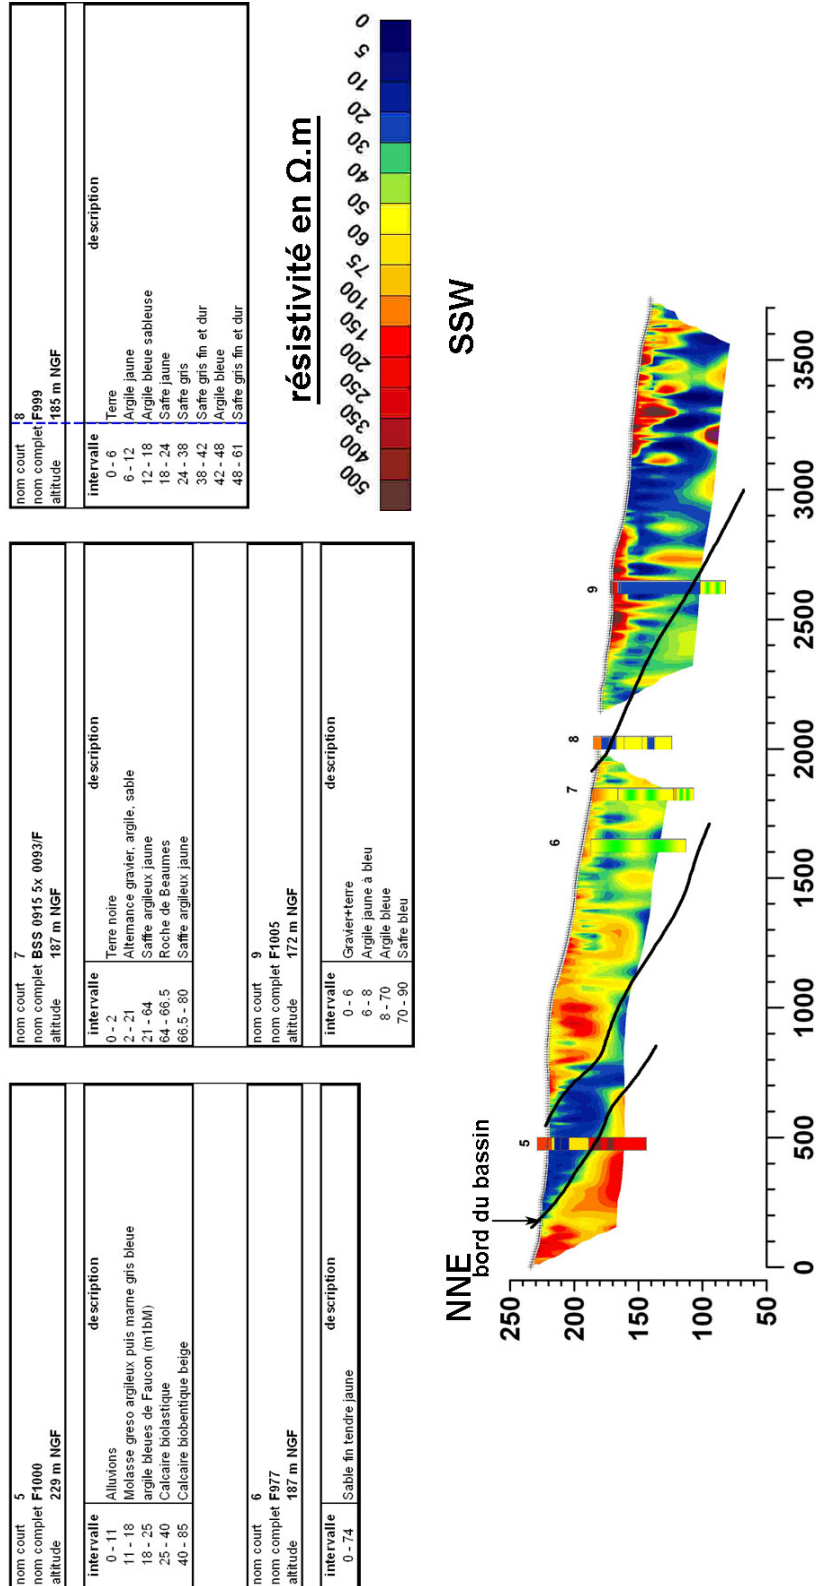 nom court 5
nom complet F1000
altitude 229 m NGF
intervalle description
0 - 11 Alluvions
11 - 18 Molasse greso argileux puis marne gris bleue
18 - 25 argile bleues de Faucon (m1bM)
25 - 40 Calcaire biolastique
40 - 85 Calcaire biobentique beige
nom court 6
nom complet F977
altitude 187 m NGF
intervalle description
0 - 74 Sable fin tendre jaune
nom court 7
nom complet BSS 0915 5x 0093/F
altitude 187 m NGF
intervalle description
0 - 2 Terre noire
2 - 21 Alternance gravier, argile, sable
21 - 64 Saffre argileux jaune
64 - 66.5 Roche de Beaumes
66.5 - 80 Saffre argileux jaune
nom court 9
nom complet F1005
altitude 172 m NGF
intervalle description
0 - 6 Gravier+terre
6 - 8 Argile jaune à bleu
8 - 70 Argile bleue
70 - 90 Safre bleu
nom court 8
nom complet F999
altitude 185 m NGF
intervalle description
0 - 6 Terre
6 - 12 Argile jaune
12 - 18 Argile bleue sableuse
18 - 24 Saffre jaune
24 - 38 Saffre gris
38 - 42 Saffre gris fin et dur
42 - 48 Argile bleue
48 - 61 Saffre gris fin et dur
résistivité en Ω.m
500 400 350 250 200 150 100 75 60 50 40 30 20 10 5 0
NNE
bord du bassin
SSW
5 6 7 8 9
250
200
150
100
50
0 500 1000 1500 2000 2500 3000 3500